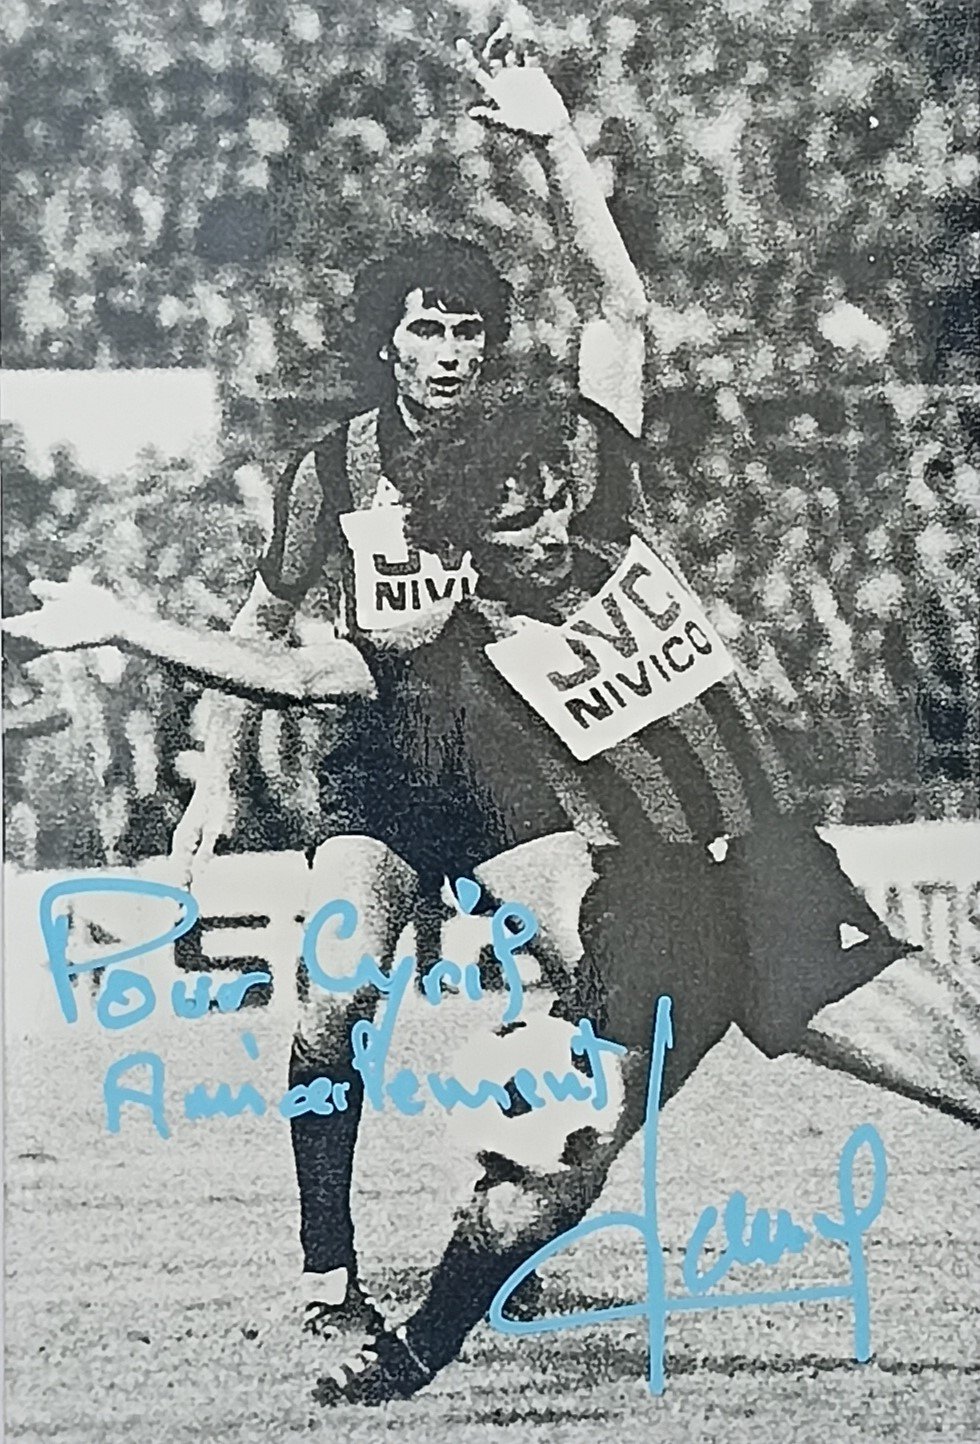 JVC
NIVI
JVC
NIVICO
Pour Cyril
Amicalement